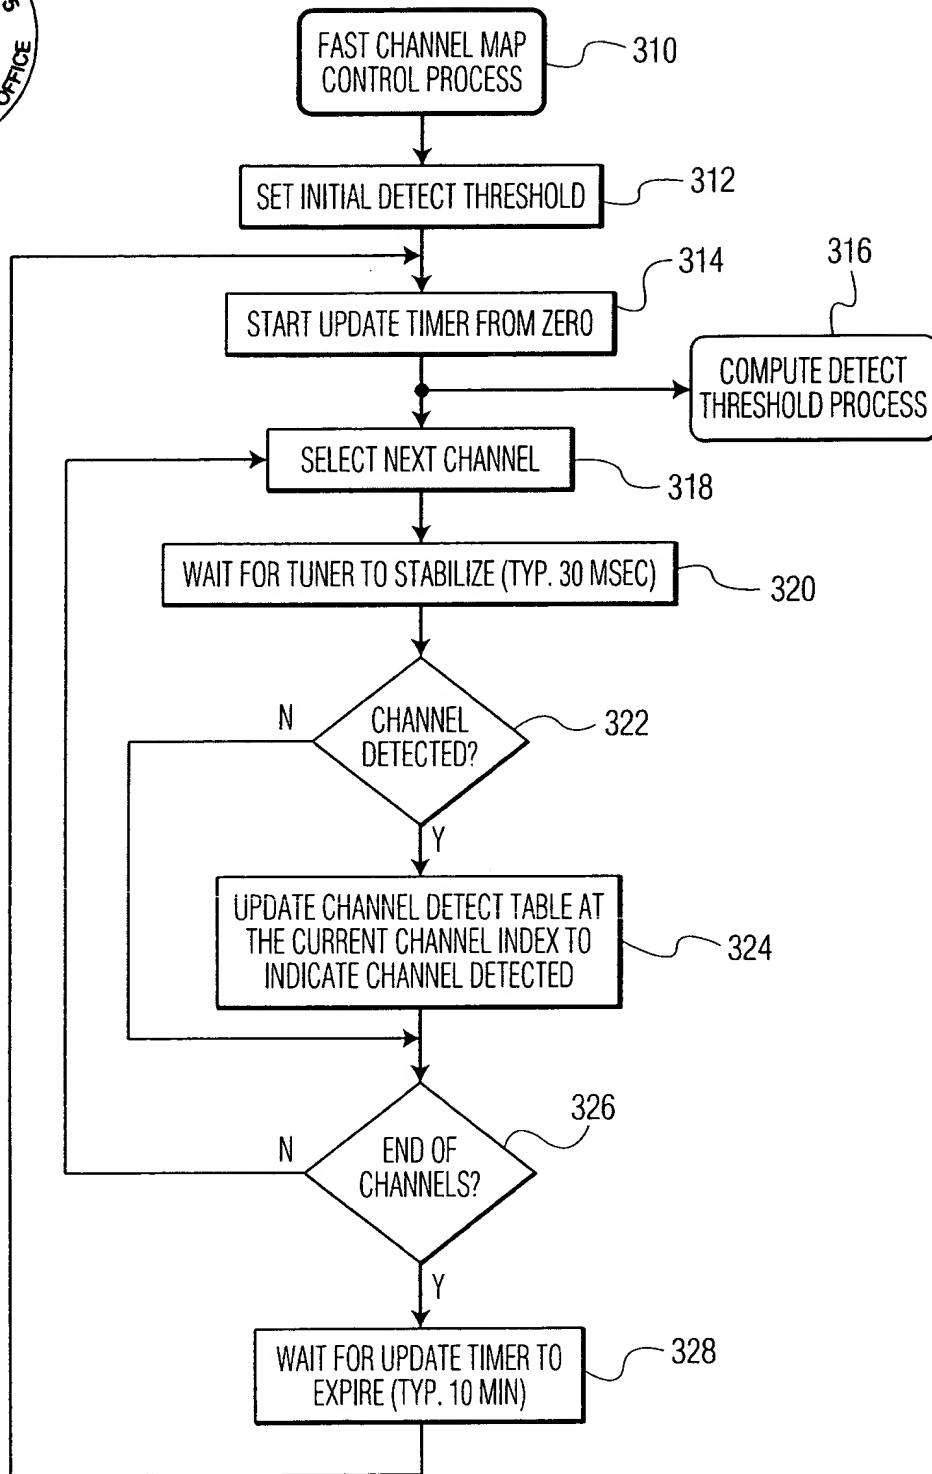 OFFICE
FAST CHANNEL MAP
CONTROL PROCESS
310
SET INITIAL DETECT THRESHOLD
312
START UPDATE TIMER FROM ZERO
314
316
COMPUTE DETECT
THRESHOLD PROCESS
SELECT NEXT CHANNEL
318
WAIT FOR TUNER TO STABILIZE (TYP. 30 MSEC)
320
CHANNEL
DETECTED?
322
N
Y
UPDATE CHANNEL DETECT TABLE AT
THE CURRENT CHANNEL INDEX TO
INDICATE CHANNEL DETECTED
324
END OF
CHANNELS?
326
N
Y
WAIT FOR UPDATE TIMER TO
EXPIRE (TYP. 10 MIN)
328